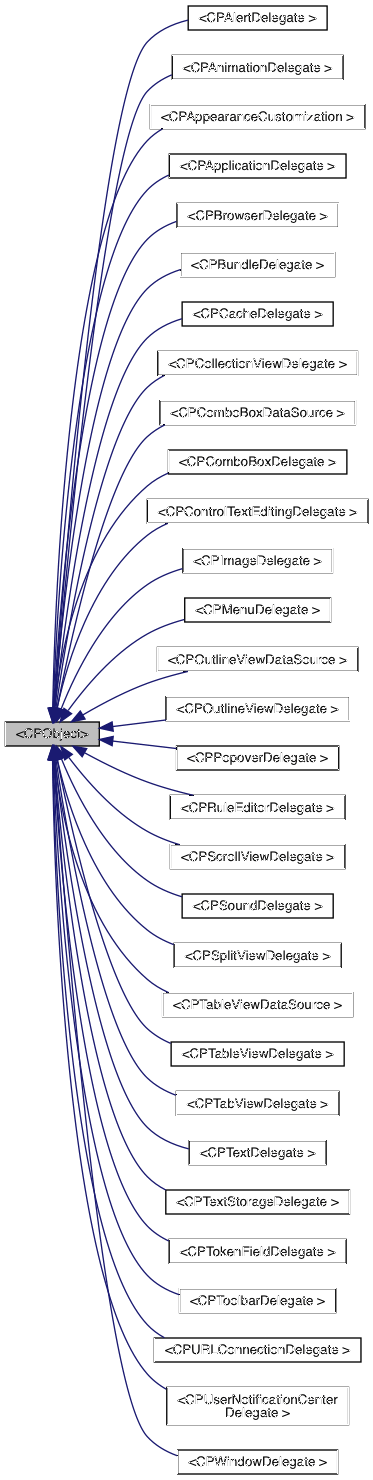 <CPAlertDelegate >
<CPAnimationDelegate >
<CPAppearanceCustomization >
<CPApplicationDelegate >
<CPBrowserDelegate >
<CPBundleDelegate >
<CPCacheDelegate >
<CPCollectionViewDelegate >
<CPComboBoxDataSource >
<CPComboBoxDelegate >
<CPControlTextEditingDelegate >
<CPImageDelegate >
<CPMenuDelegate >
<CPOutlineViewDataSource >
<CPOutlineViewDelegate >
<CPObject>
<CPPopoverDelegate >
<CPRuleEditorDelegate >
<CPScrollViewDelegate >
<CPSoundDelegate >
<CPSplitViewDelegate >
<CPTableViewDataSource >
<CPTableViewDelegate >
<CPTabViewDelegate >
<CPTextDelegate >
<CPTextStorageDelegate >
<CPTokenFieldDelegate >
<CPToolbarDelegate >
<CPURLConnectionDelegate >
<CPUserNotificationCenter
Delegate >
<CPWindowDelegate >